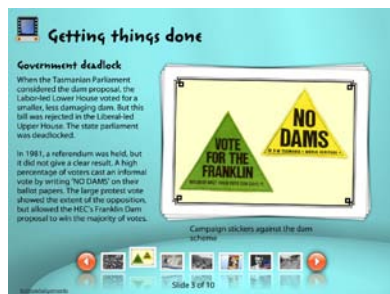 Getting things done
Government deadlock
When the Tasmanian Parliament
considered the dam proposal, the
Labor-led Lower House voted for a
smaller, less damaging dam. But this
bill was rejected in the Liberal-led
Upper House. The state parliament
was deadlocked.
In 1981, a referendum was held, but
it did not give a clear result. A high
percentage of voters cast an informal
vote by writing 'NO DAMS' on their
ballot papers. The large protest vote
showed the extent of the opposition,
but allowed the HEC's Franklin Dam
proposal to win the majority of votes.
VOTE
FOR THE
FRANKLIN
NO
DAMS
Campaign stickers against the dam
scheme
Slide 3 of 10